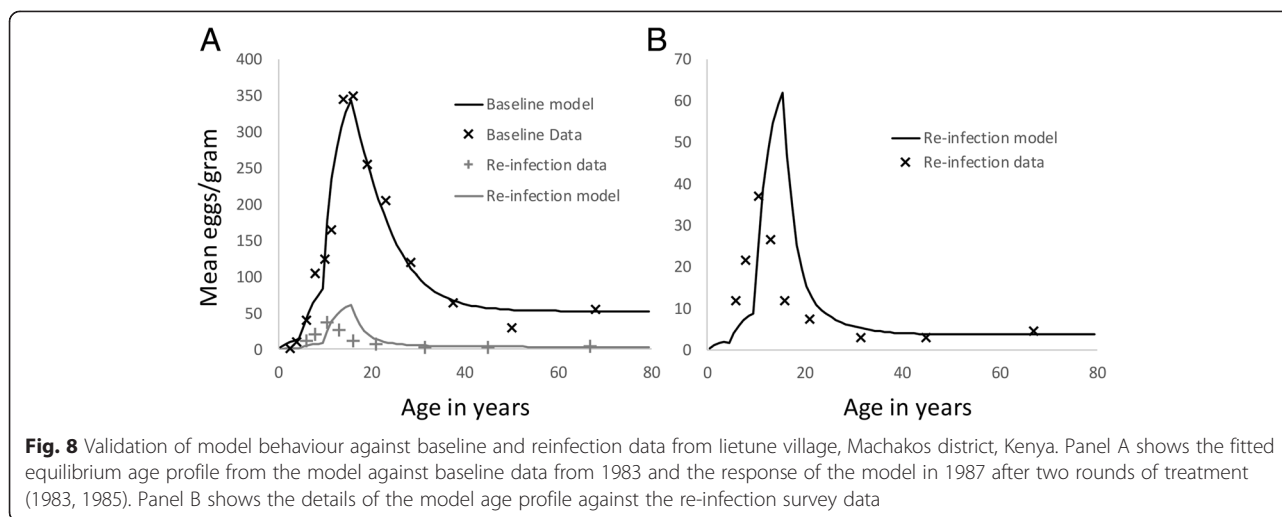 A
B
400
350
300
250
200
150
100
50
0
Mean eggs/gram
0 20 40 60 80
Age in years
Baseline model
Baseline Data
Re-infection data
Re-infection model
70
60
50
40
30
20
10
0
0 20 40 60 80
Age in years
Re-infection model
Re-infection data
Fig. 8 Validation of model behaviour against baseline and reinfection data from Iietune village, Machakos district, Kenya. Panel A shows the fitted
equilibrium age profile from the model against baseline data from 1983 and the response of the model in 1987 after two rounds of treatment
(1983, 1985). Panel B shows the details of the model age profile against the re-infection survey data